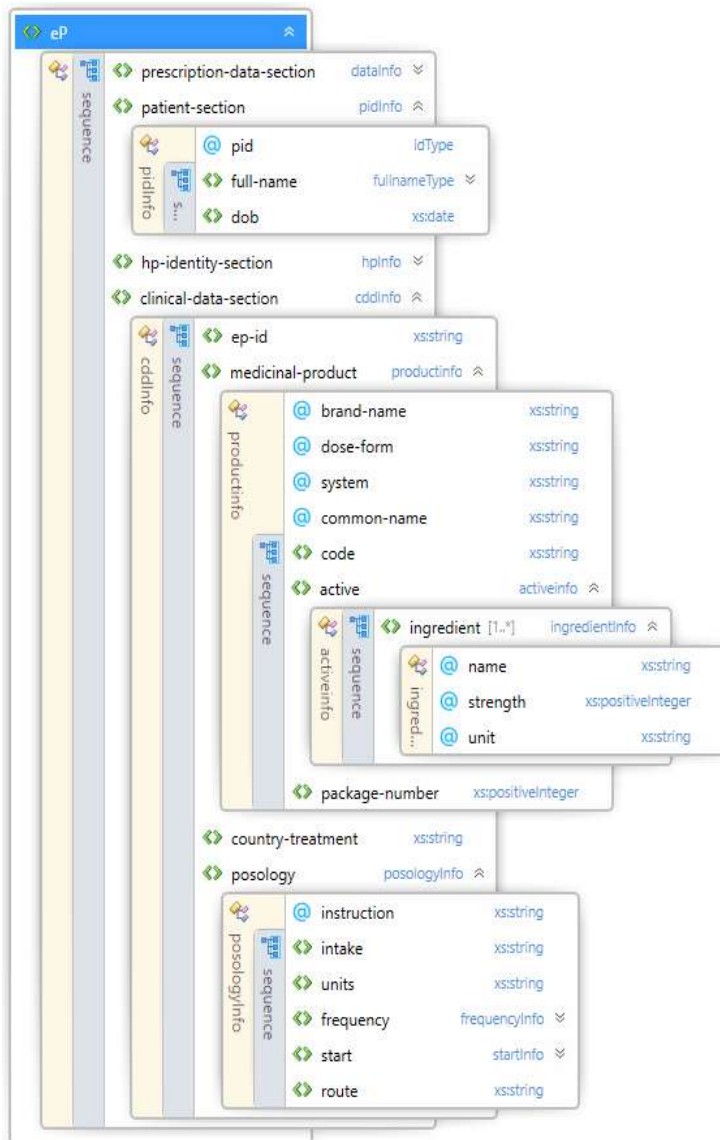 eP
sequence
prescription-data-section dataInfo
patient-section pidInfo
pidInfo
s...
@ pid idType
full-name fullnameType
dob xs:date
hp-identity-section hpInfo
clinical-data-section cddInfo
cddInfo
sequence
ep-id xs:string
medicinal-product productinfo
productinfo
@ brand-name xs:string
@ dose-form xs:string
@ system xs:string
@ common-name xs:string
sequence
code xs:string
active activeinfo
activeinfo
sequence
ingredient [1..*] ingredientInfo
ingred...
@ name xs:string
@ strength xs:positiveInteger
@ unit xs:string
package-number xs:positiveInteger
country-treatment xs:string
posology posologyInfo
posologyInfo
@ instruction xs:string
sequence
intake xs:string
units xs:string
frequency frequencyInfo
start startInfo
route xs:string